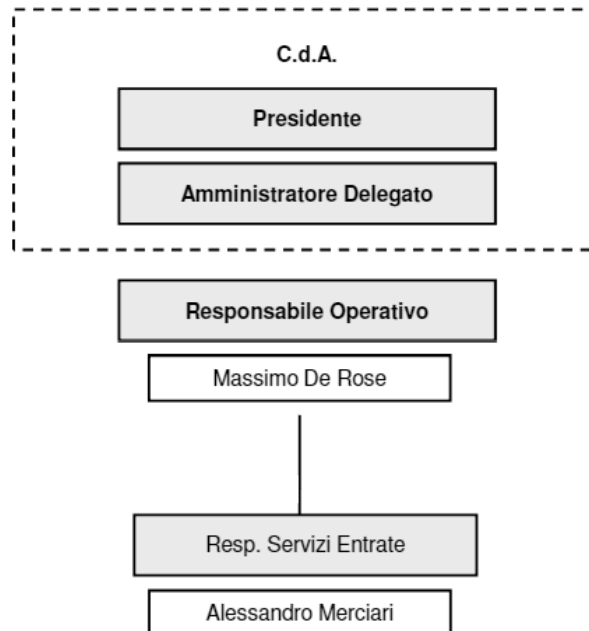 C.d.A.
Presidente
Amministratore Delegato
Responsabile Operativo
Massimo De Rose
Resp. Servizi Entrate
Alessandro Merciari